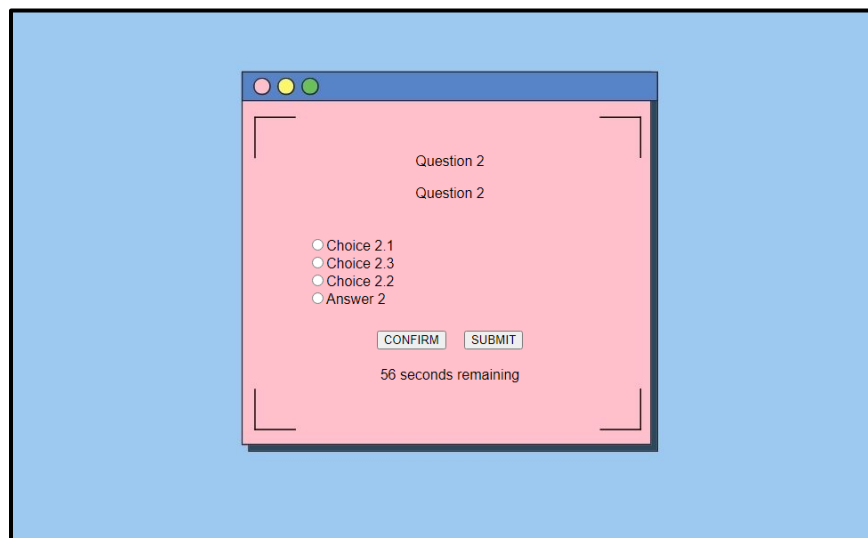 Question 2
Question 2
Choice 2.1
Choice 2.3
Choice 2.2
Answer 2
CONFIRM SUBMIT
56 seconds remaining